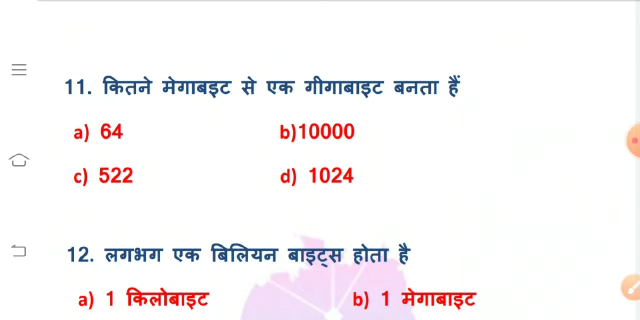 11. कितने मेगाबइट से एक गीगाबाइट बनता हैं
a) 64 b)10000
c) 522 d) 1024
12. लगभग एक बिलियन बाइट्स होता है
a) 1 किलोबाइट b) 1 मेगाबाइट